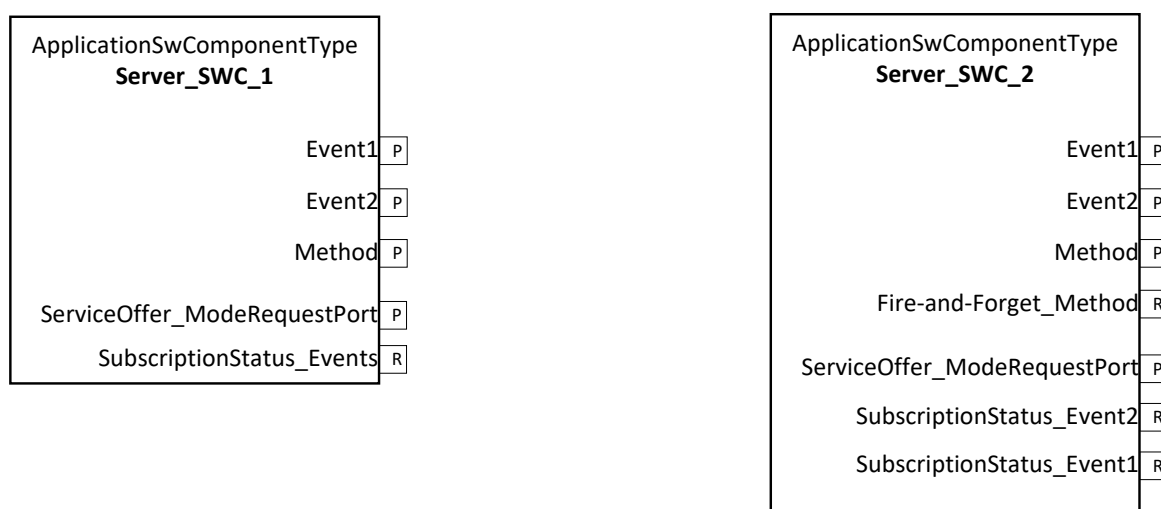 ApplicationSwComponentType
Server_SWC_1
Event1 P
Event2 P
Method P
ServiceOffer_ModeRequestPort P
SubscriptionStatus_Events R
ApplicationSwComponentType
Server_SWC_2
Event1 P
Event2 P
Method P
Fire-and-Forget_Method R
ServiceOffer_ModeRequestPort P
SubscriptionStatus_Event2 R
SubscriptionStatus_Event1 R